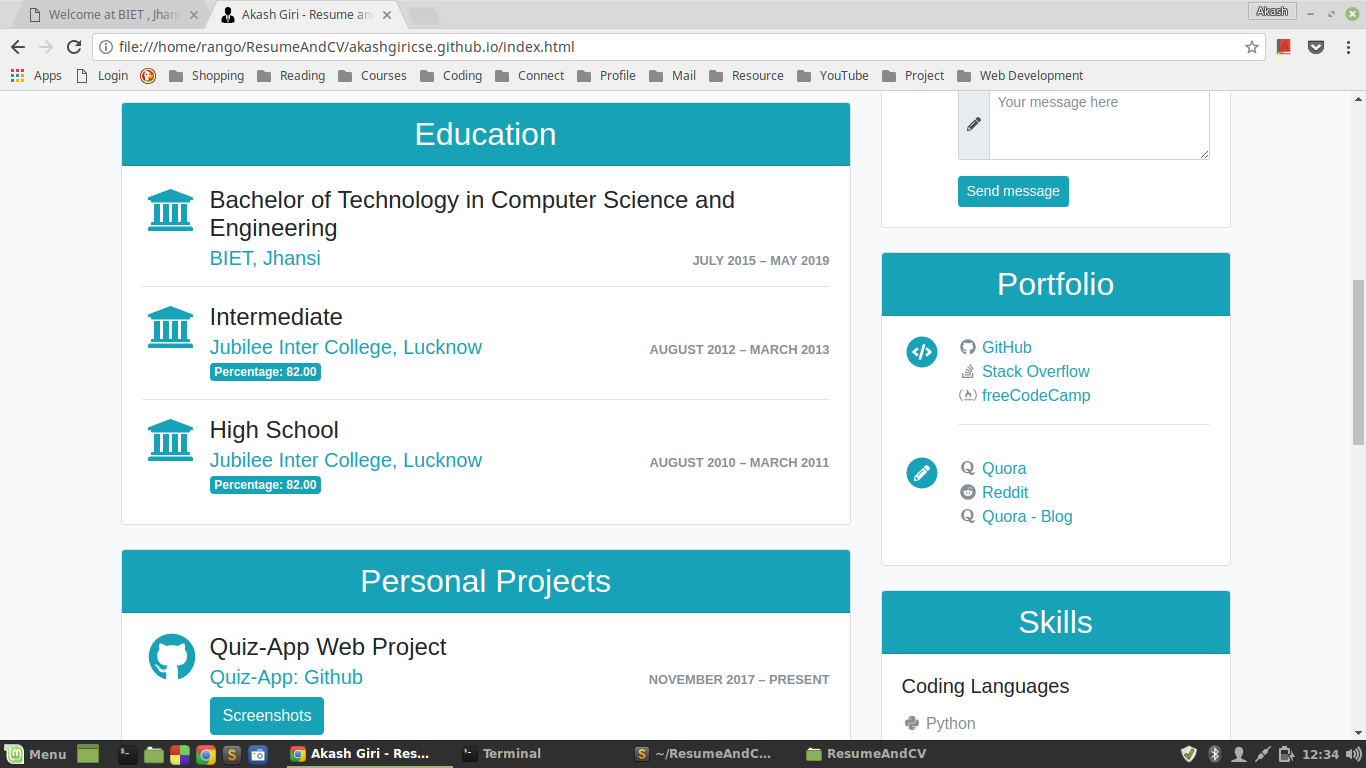 Welcome at BIET , Jhans
Akash Giri - Resume an
Akash
file:///home/rango/ResumeAndCV/akashgiricse.github.io/index.html
Apps
Login
Shopping
Reading
Courses
Coding
Connect
Profile
Mail
Resource
YouTube
Project
Web Development
Education
Bachelor of Technology in Computer Science and
Engineering
BIET, Jhansi
JULY 2015 – MAY 2019
Intermediate
Jubilee Inter College, Lucknow
AUGUST 2012 – MARCH 2013
Percentage: 82.00
High School
Jubilee Inter College, Lucknow
AUGUST 2010 – MARCH 2011
Percentage: 82.00
Personal Projects
Quiz-App Web Project
Quiz-App: Github
NOVEMBER 2017 – PRESENT
Screenshots
Your message here
Send message
Portfolio
GitHub
Stack Overflow
freeCodeCamp
Quora
Reddit
Quora - Blog
Skills
Coding Languages
Python
Menu
Akash Giri - Res...
Terminal
~/ResumeAndC...
ResumeAndCV
12:34